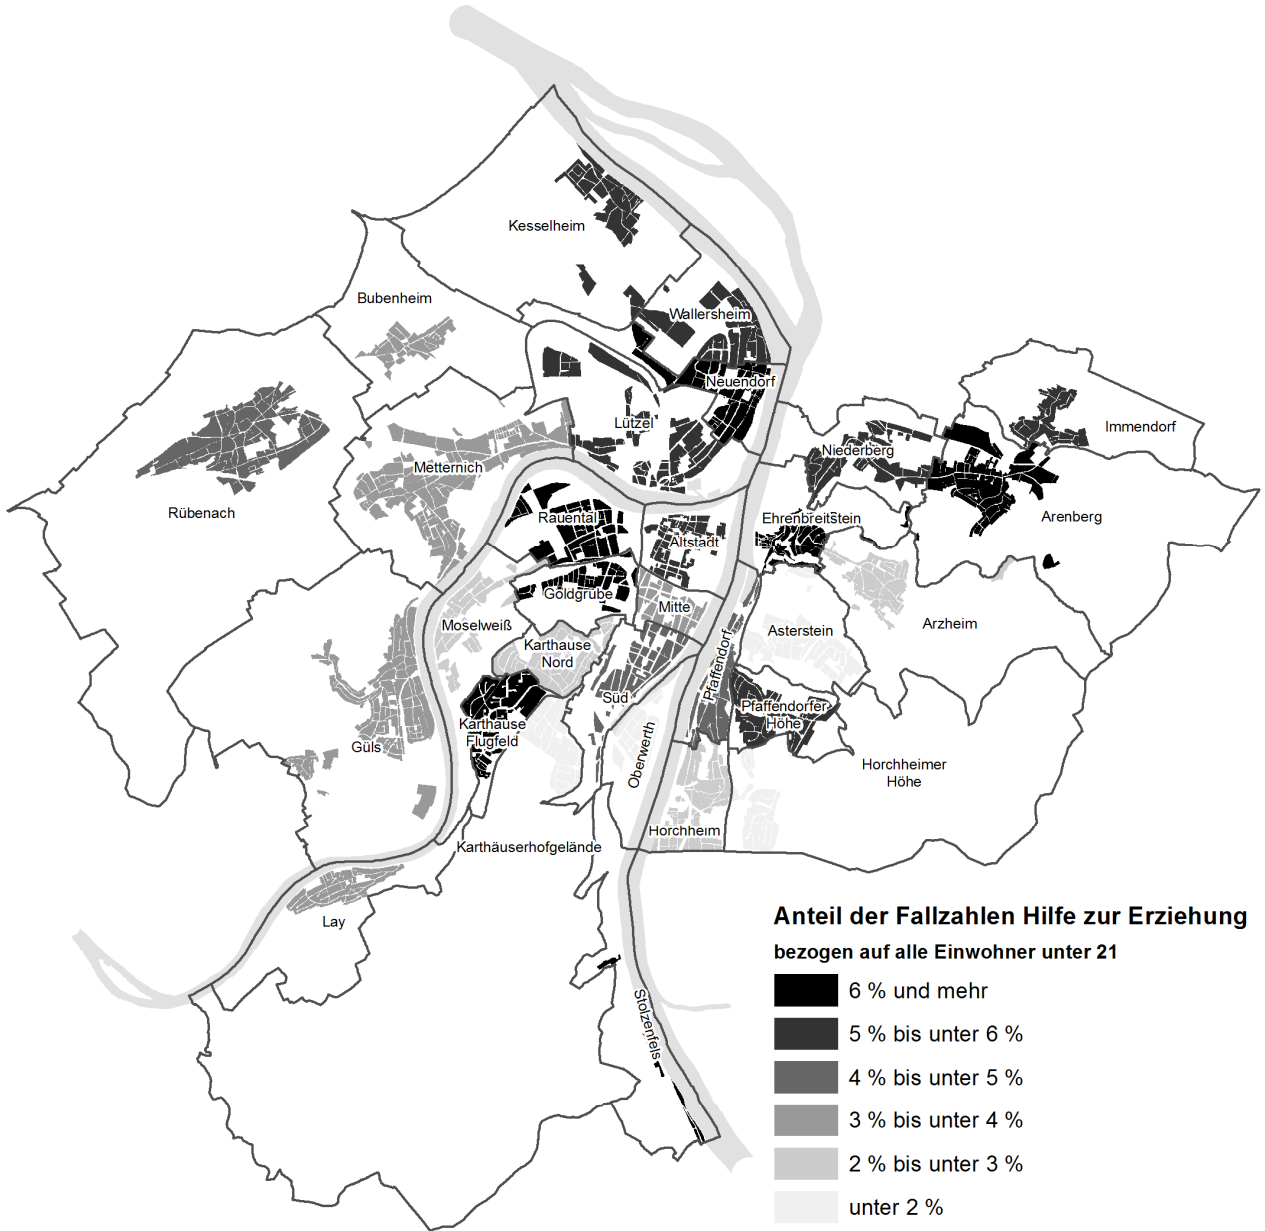 Kesselheim
Bubenheim
Wallersheim
Neuendorf
Lützel
Immendorf
Niederberg
Metternich
Rübenach
Rauental
Ehrenbreitstein
Arenberg
Altstadt
Goldgrube
Mitte
Moselweiß
Asterstein
Arzheim
Karthause
Nord
Pfaffendorf
Süd
Pfaffendorfer
Höhe
Karthause
Flugfeld
Güls
Oberwerth
Horchheimer
Höhe
Horchheim
Karthäuserhofgelände
Lay
Stolzenfels
Anteil der Fallzahlen Hilfe zur Erziehung
bezogen auf alle Einwohner unter 21
6 % und mehr
5 % bis unter 6 %
4 % bis unter 5 %
3 % bis unter 4 %
2 % bis unter 3 %
unter 2 %